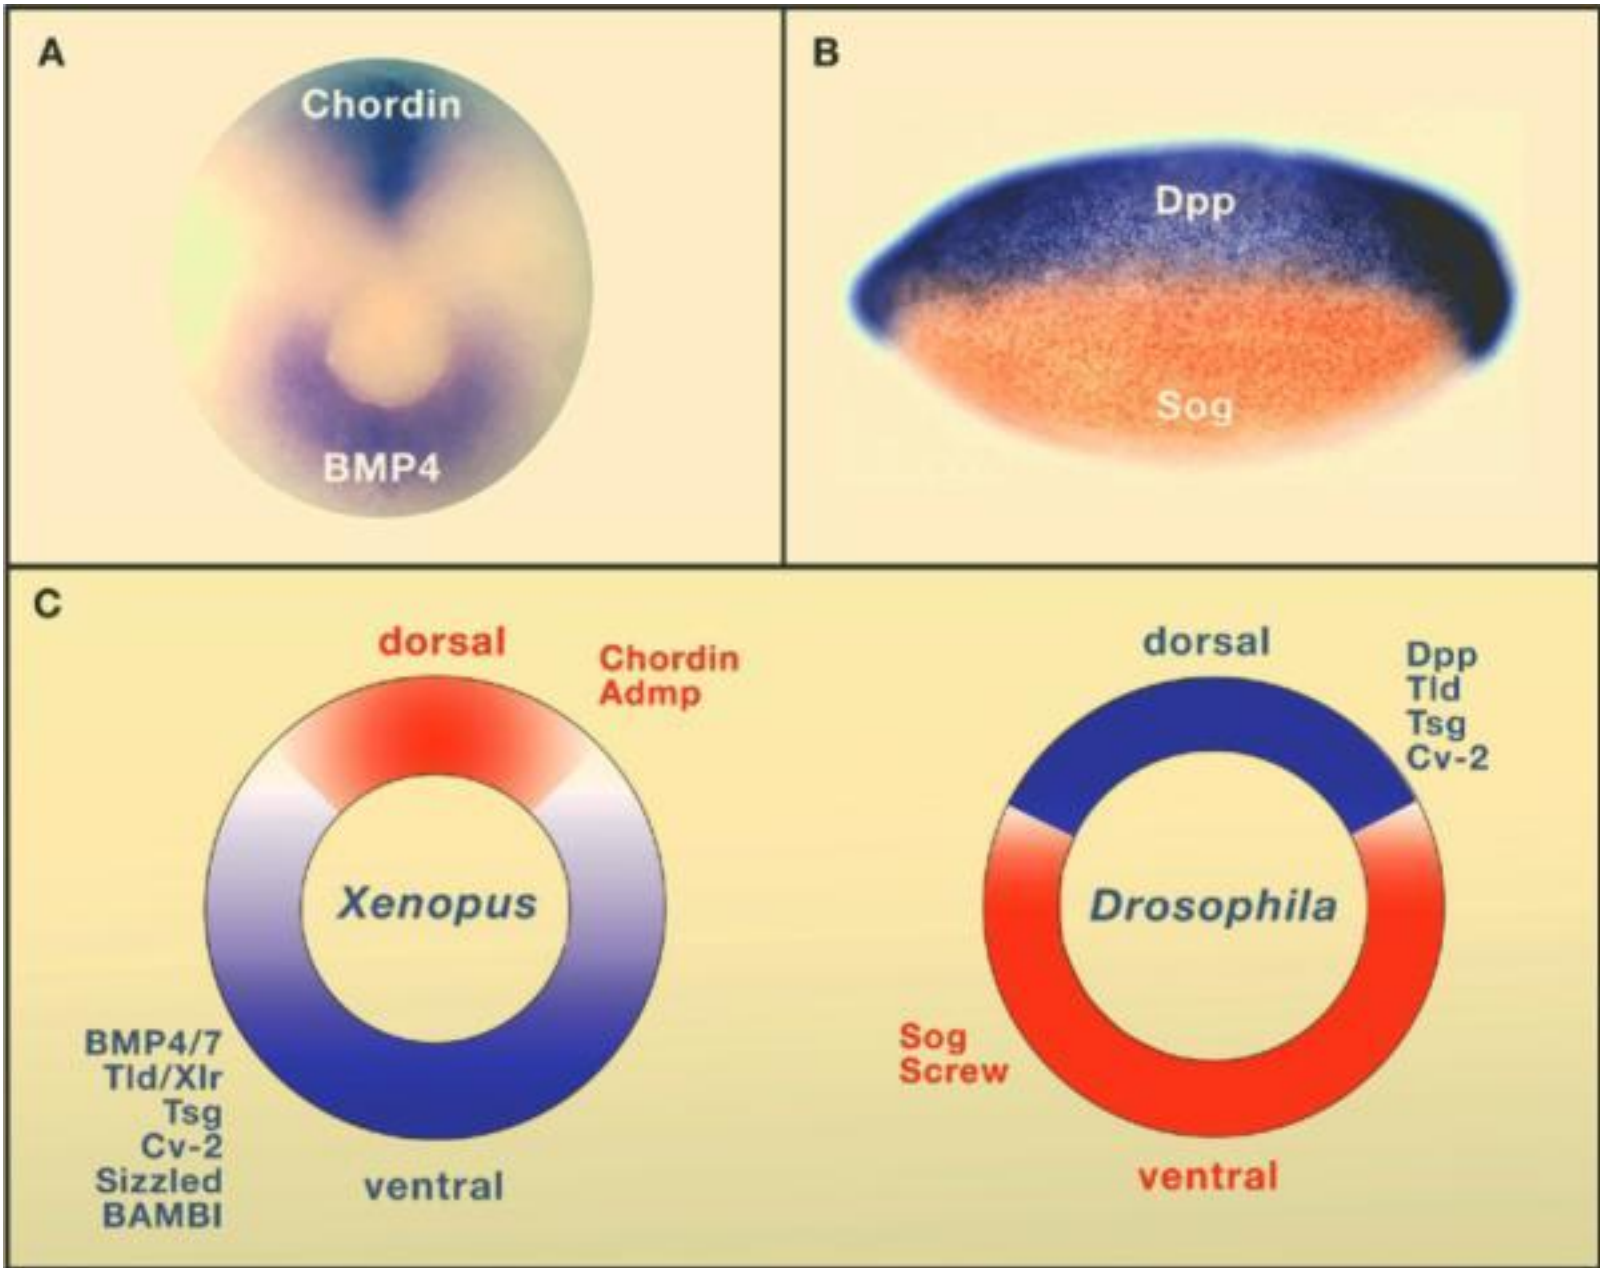 A
Chordin
BMP4
B
Dpp
Sog
C
dorsal
Chordin
Admp
Xenopus
BMP4/7
Tld/Xlr
Tsg
Cv-2
Sizzled
BAMBI
ventral
dorsal
Dpp
Tld
Tsg
Cv-2
Drosophila
Sog
Screw
ventral